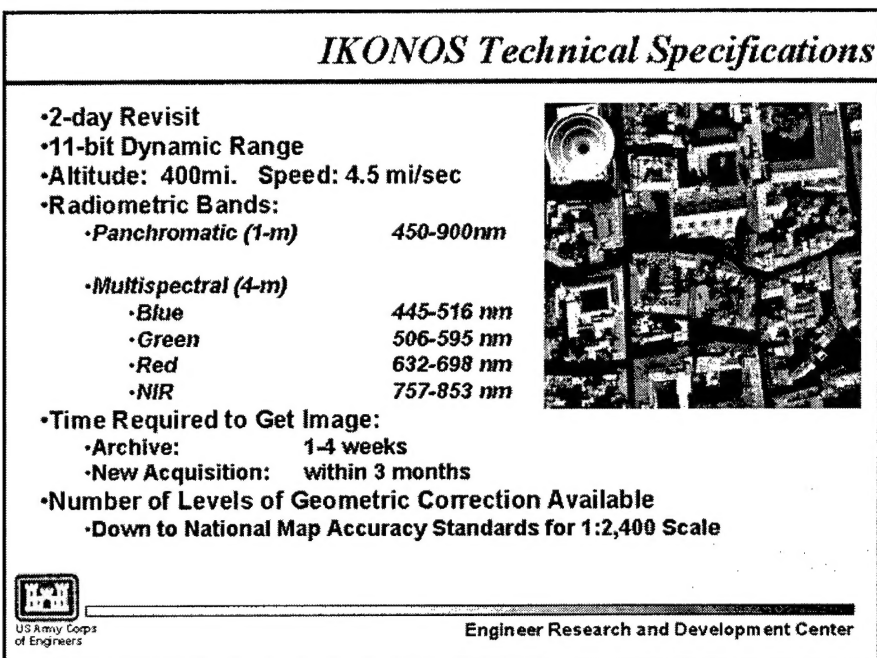 IKONOS Technical Specifications
•2-day Revisit
•11-bit Dynamic Range
•Altitude: 400mi. Speed: 4.5 mi/sec
•Radiometric Bands:
•Panchromatic (1-m) 450-900nm
•Multispectral (4-m)
•Blue 445-516 nm
•Green 506-595 nm
•Red 632-698 nm
•NIR 757-853 nm
•Time Required to Get Image:
•Archive: 1-4 weeks
•New Acquisition: within 3 months
•Number of Levels of Geometric Correction Available
•Down to National Map Accuracy Standards for 1:2,400 Scale
US Army Corps
of Engineers
Engineer Research and Development Center